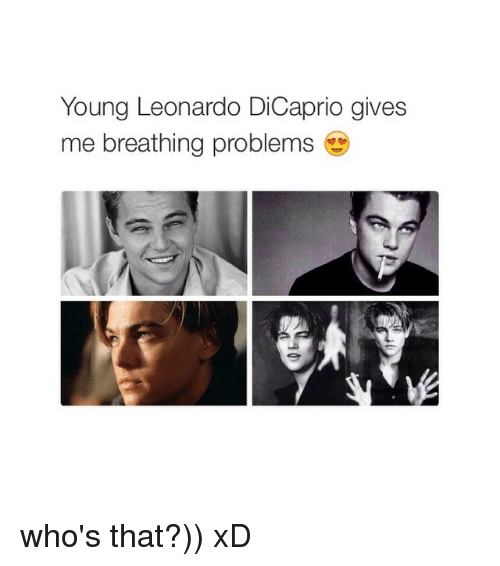 Young Leonardo DiCaprio gives
me breathing problems 😍
who's that?)) xD